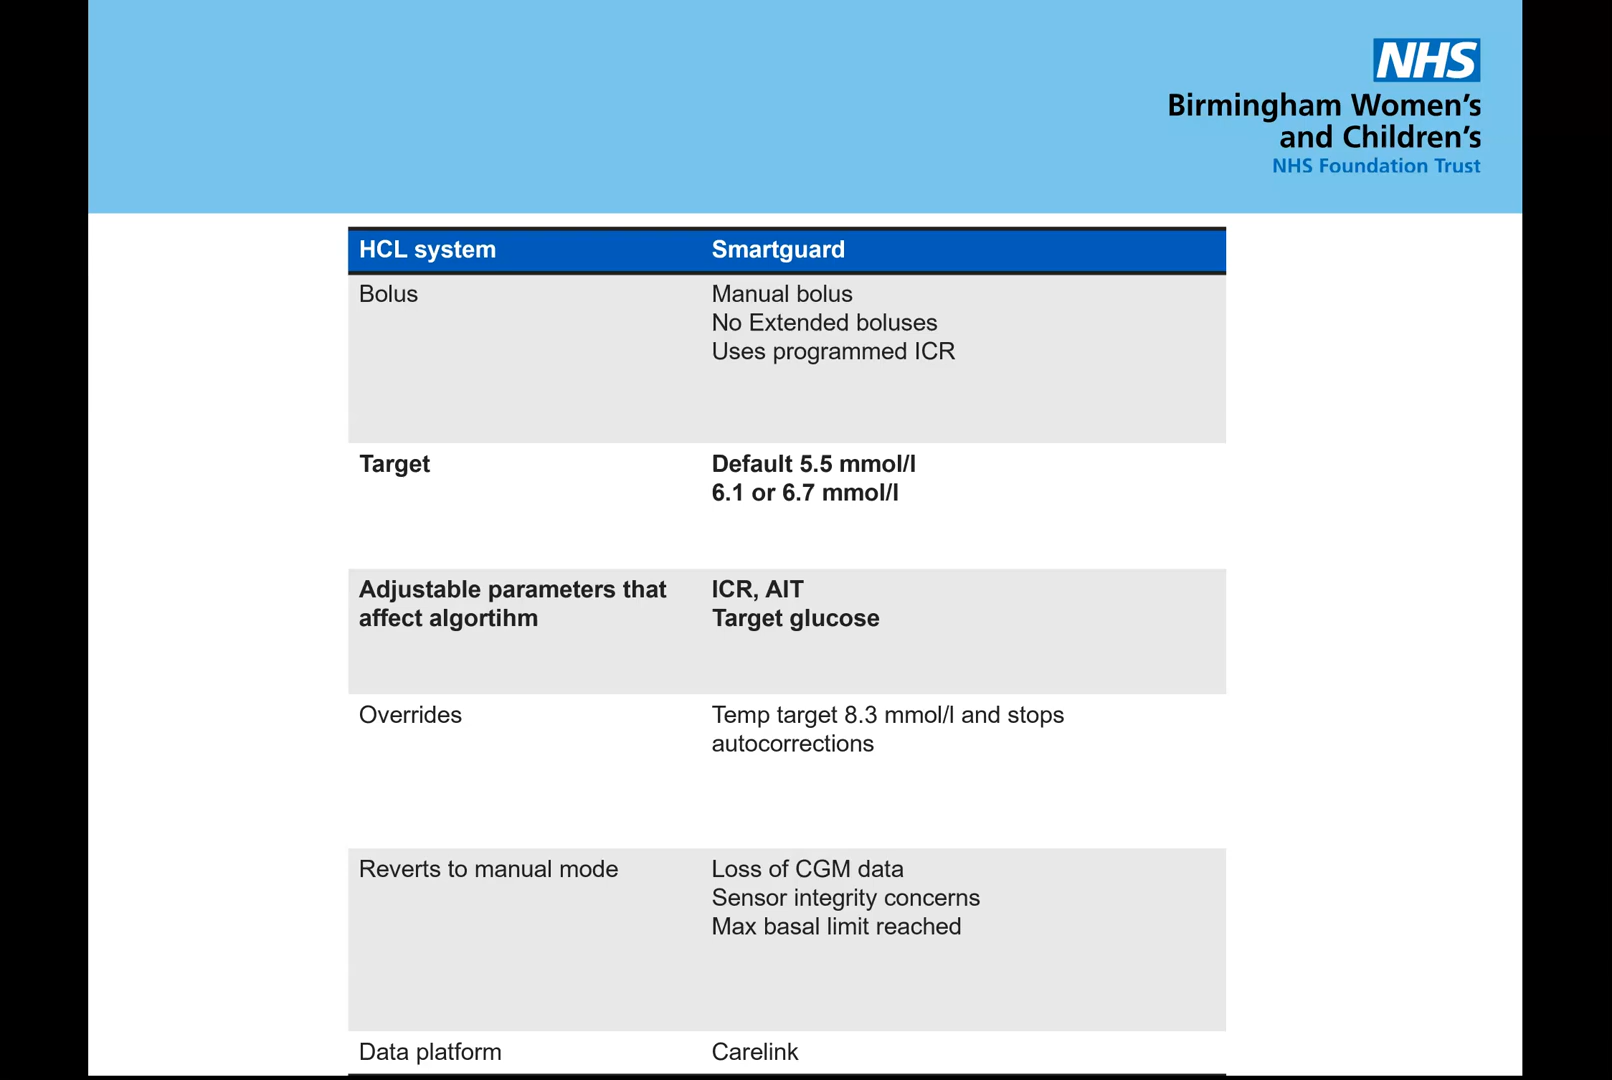 NHS
Birmingham Women's
and Children's
NHS Foundation Trust
HCL system Smartguard
Bolus Manual bolus
No Extended boluses
Uses programmed ICR
Target Default 5.5 mmol/l
6.1 or 6.7 mmol/l
Adjustable parameters that ICR, AIT
affect algortihm Target glucose
Overrides Temp target 8.3 mmol/l and stops
autocorrections
Reverts to manual mode Loss of CGM data
Sensor integrity concerns
Max basal limit reached
Data platform Carelink